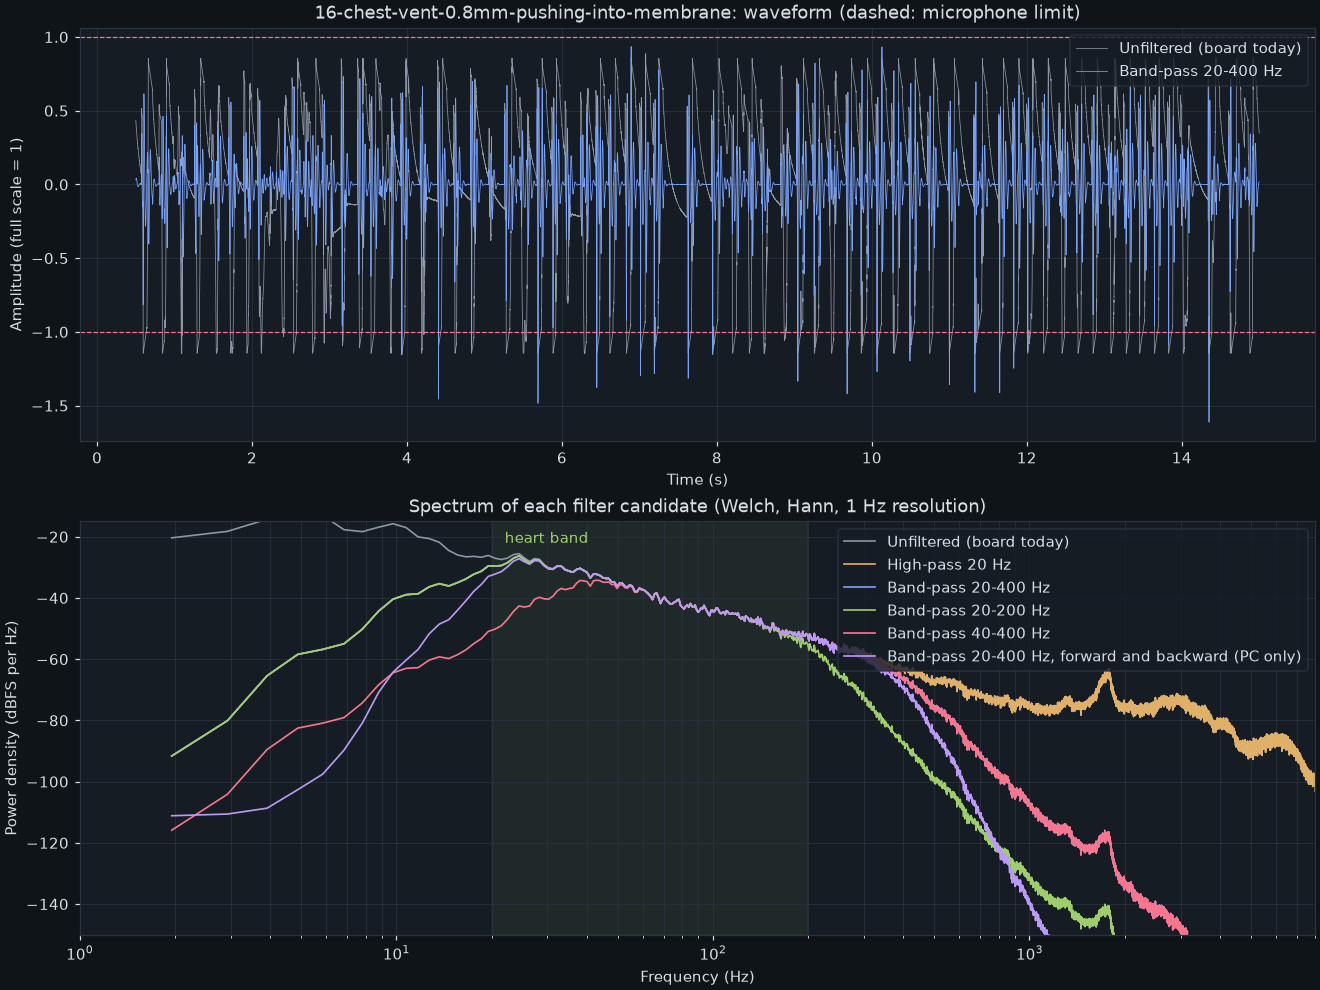 16-chest-vent-0.8mm-pushing-into-membrane: waveform (dashed: microphone limit)
1.0
0.5
0.0
−0.5
−1.0
−1.5
Amplitude (full scale = 1)
Unfiltered (board today)
Band-pass 20-400 Hz
0 2 4 6 8 10 12 14
Time (s)
Spectrum of each filter candidate (Welch, Hann, 1 Hz resolution)
−20
−40
−60
−80
−100
−120
−140
Power density (dBFS per Hz)
heart band
Unfiltered (board today)
High-pass 20 Hz
Band-pass 20-400 Hz
Band-pass 20-200 Hz
Band-pass 40-400 Hz
Band-pass 20-400 Hz, forward and backward (PC only)
10⁰ 10¹ 10² 10³
Frequency (Hz)